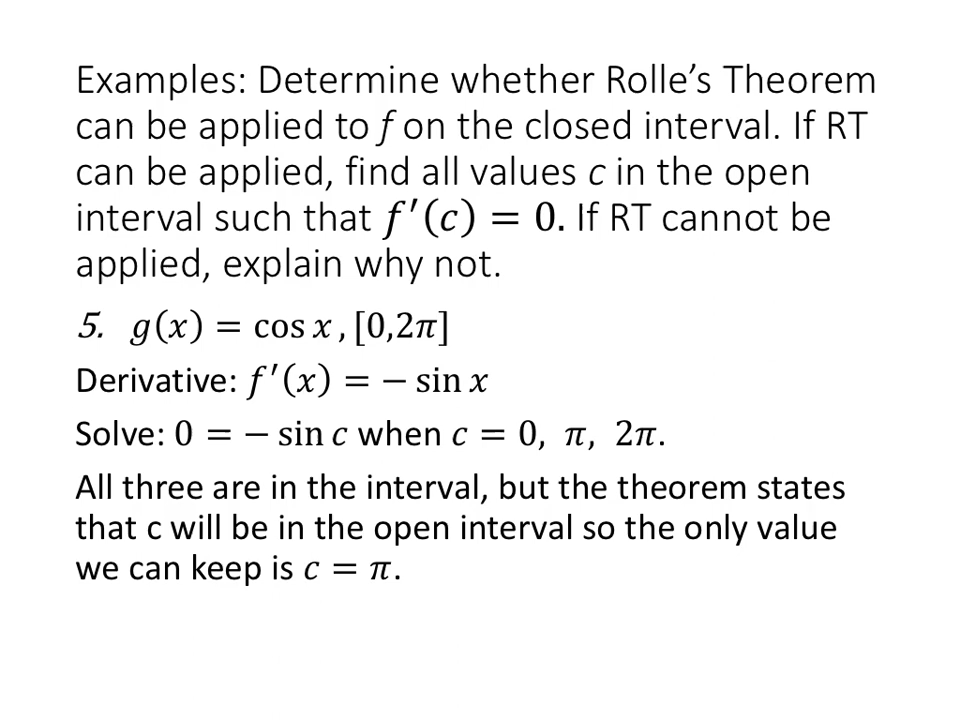 Examples: Determine whether Rolle’s Theorem
can be applied to f on the closed interval. If RT
can be applied, find all values c in the open
interval such that f′(c) = 0. If RT cannot be
applied, explain why not.
5. g(x) = cos x , [0,2π]
Derivative: f′(x) = − sin x
Solve: 0 = − sin c when c = 0, π, 2π.
All three are in the interval, but the theorem states
that c will be in the open interval so the only value
we can keep is c = π.